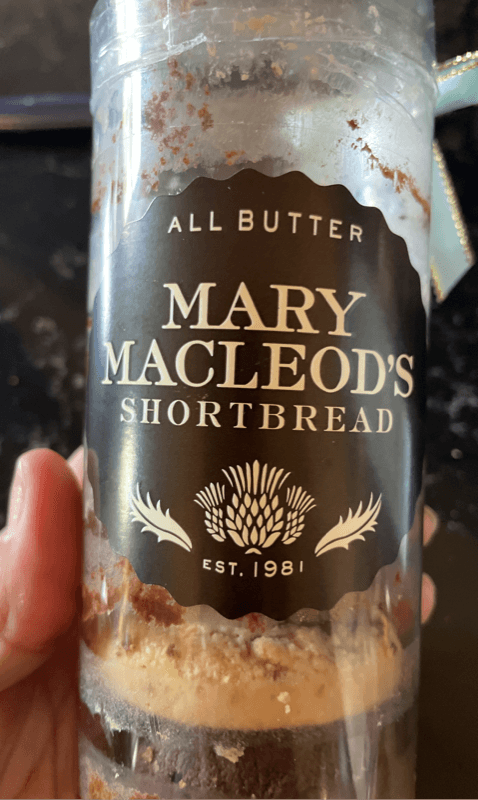 ALL BUTTER
MARY
MACLEOD'S
SHORTBREAD
EST. 1981